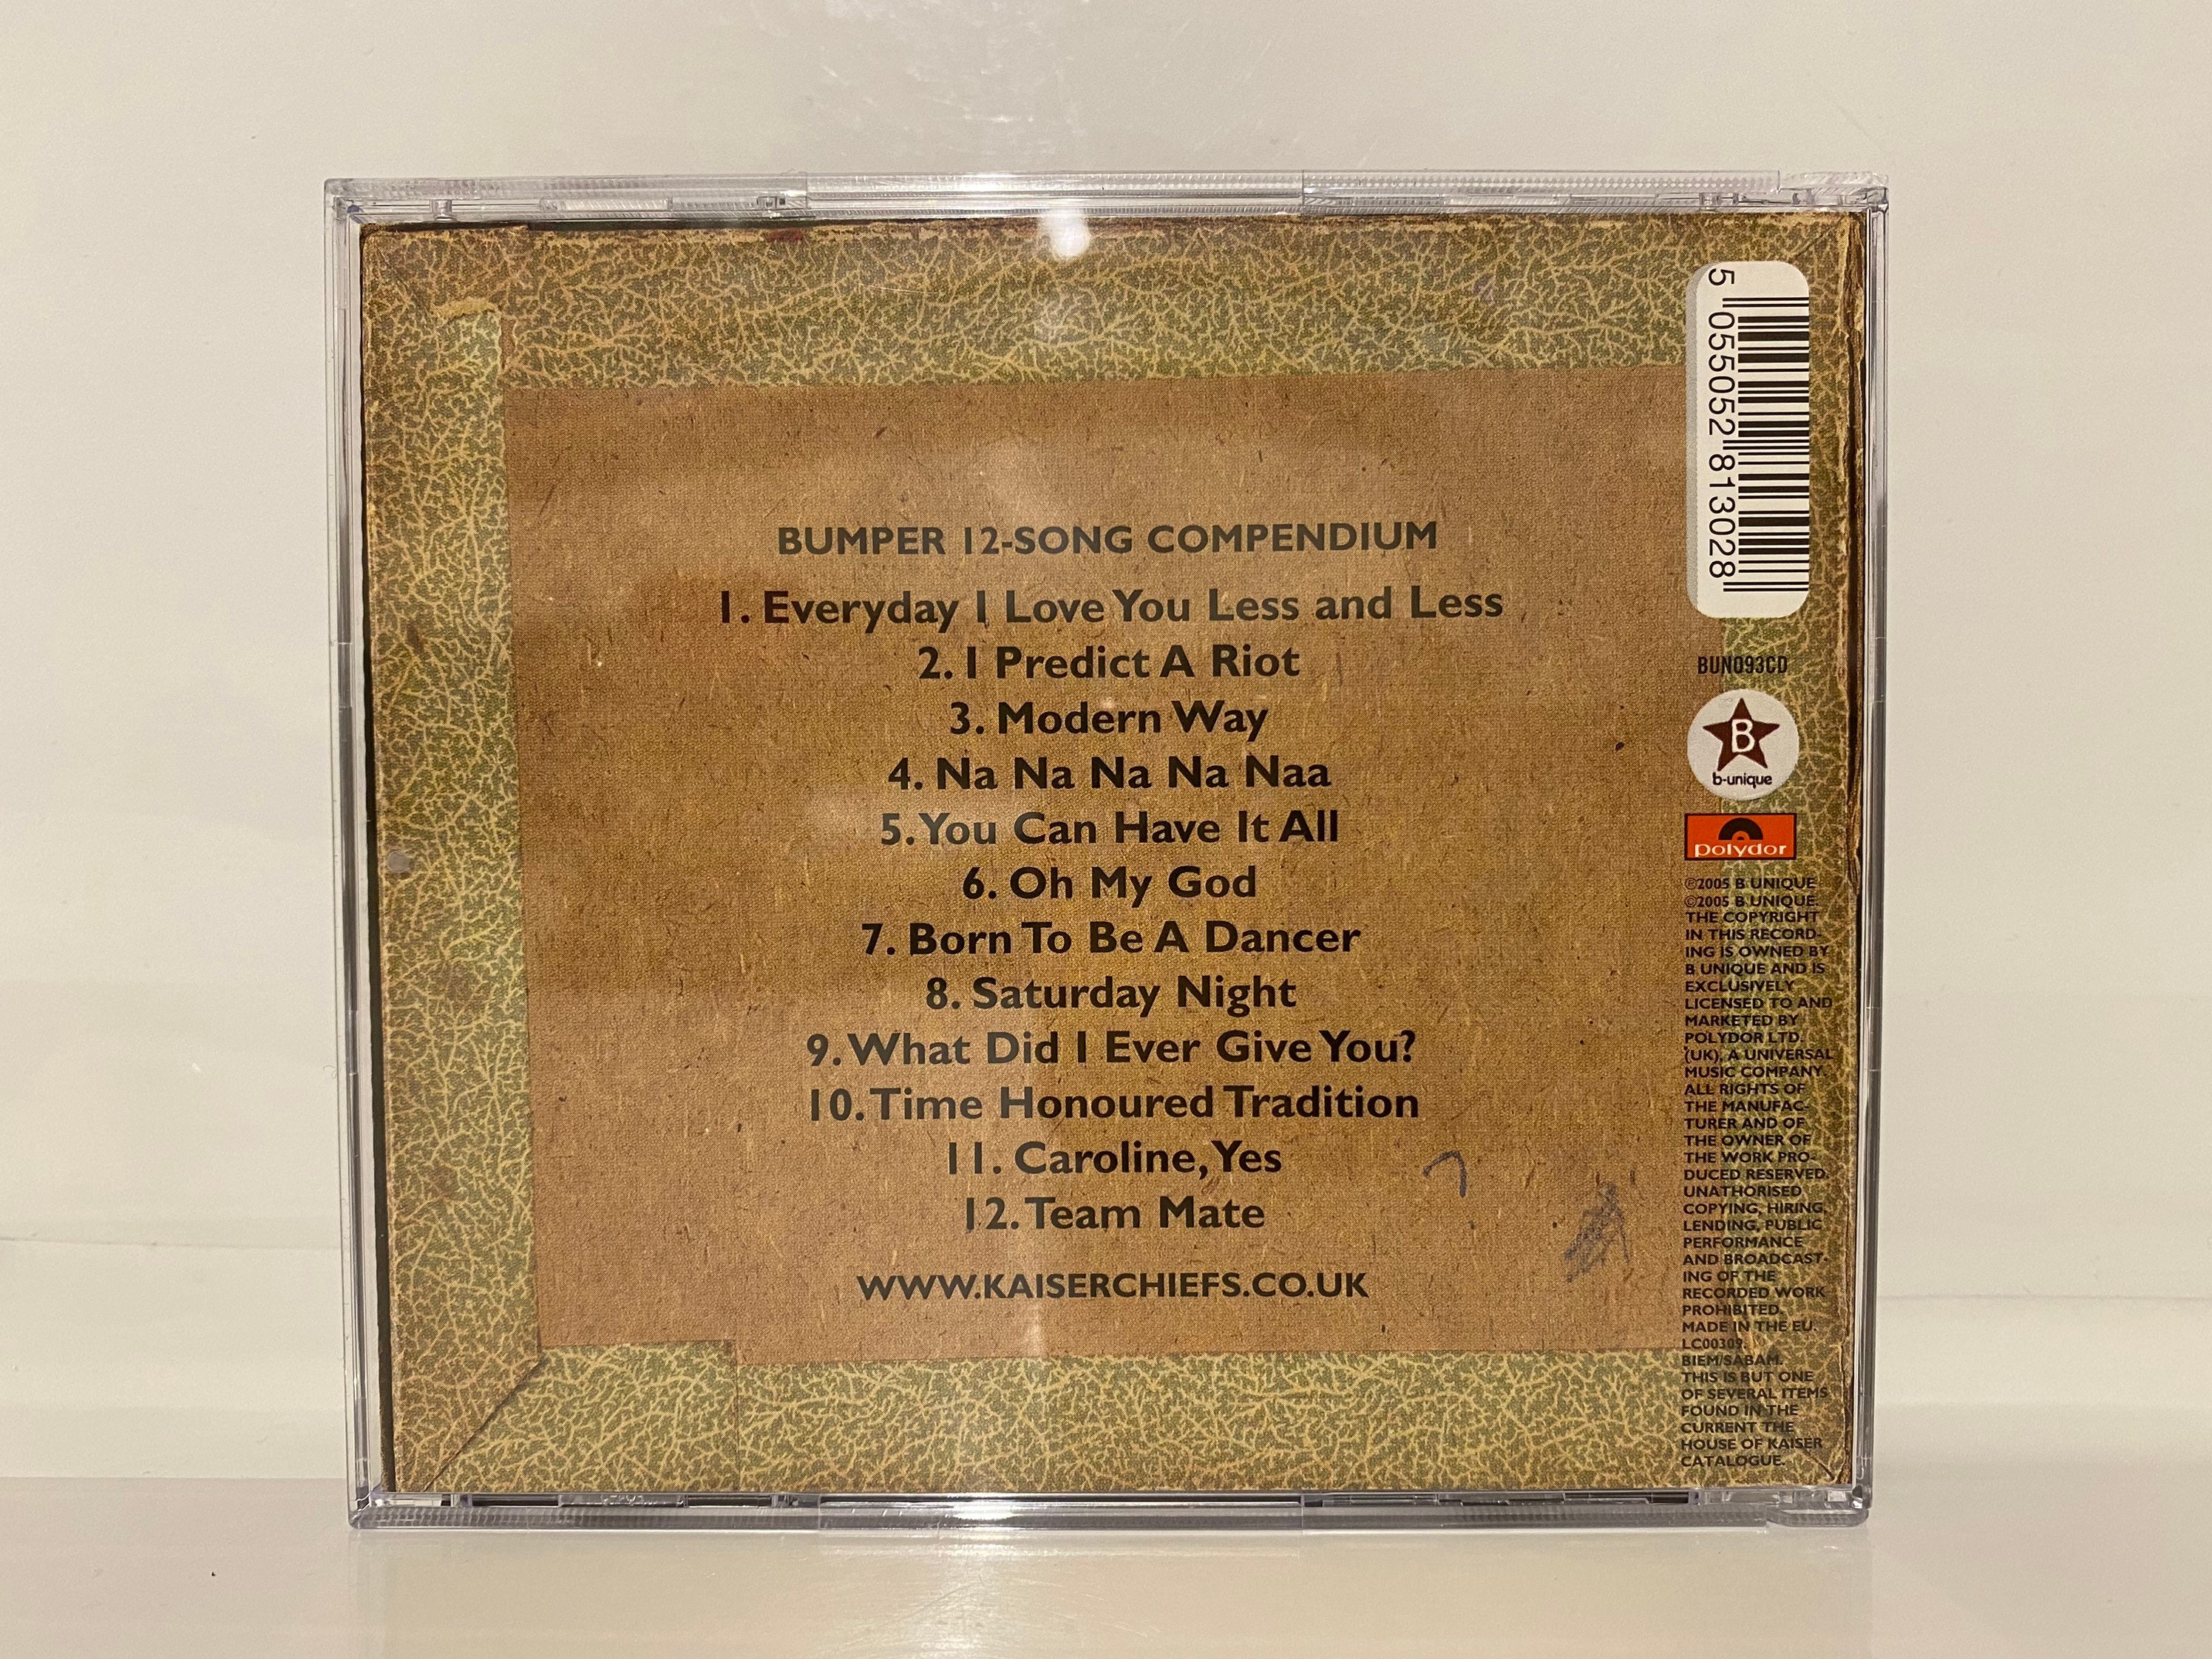 BUMPER 12-SONG COMPENDIUM
1. Everyday I Love You Less and Less
2. I Predict A Riot
3. Modern Way
4. Na Na Na Na Naa
5. You Can Have It All
6. Oh My God
7. Born To Be A Dancer
8. Saturday Night
9. What Did I Ever Give You?
10. Time Honoured Tradition
11. Caroline, Yes
12. Team Mate
WWW.KAISERCHIEFS.CO.UK
5 055052 813028
BUN093CD
B
b-unique
polydor
℗2005 B UNIQUE
©2005 B UNIQUE.
THE COPYRIGHT
IN THIS RECORD-
ING IS OWNED BY
B UNIQUE AND IS
EXCLUSIVELY
LICENSED TO AND
MARKETED BY
POLYDOR LTD.
(UK), A UNIVERSAL
MUSIC COMPANY.
ALL RIGHTS OF
THE MANUFAC-
TURER AND OF
THE OWNER OF
THE WORK PRO-
DUCED RESERVED.
UNATHORISED
COPYING, HIRING,
LENDING, PUBLIC
PERFORMANCE
AND BROADCAST-
ING OF THE
RECORDED WORK
PROHIBITED.
MADE IN THE EU.
LC00309.
BIEM/SABAM.
THIS IS BUT ONE
OF SEVERAL ITEMS
FOUND IN THE
CURRENT THE
HOUSE OF KAISER
CATALOGUE.